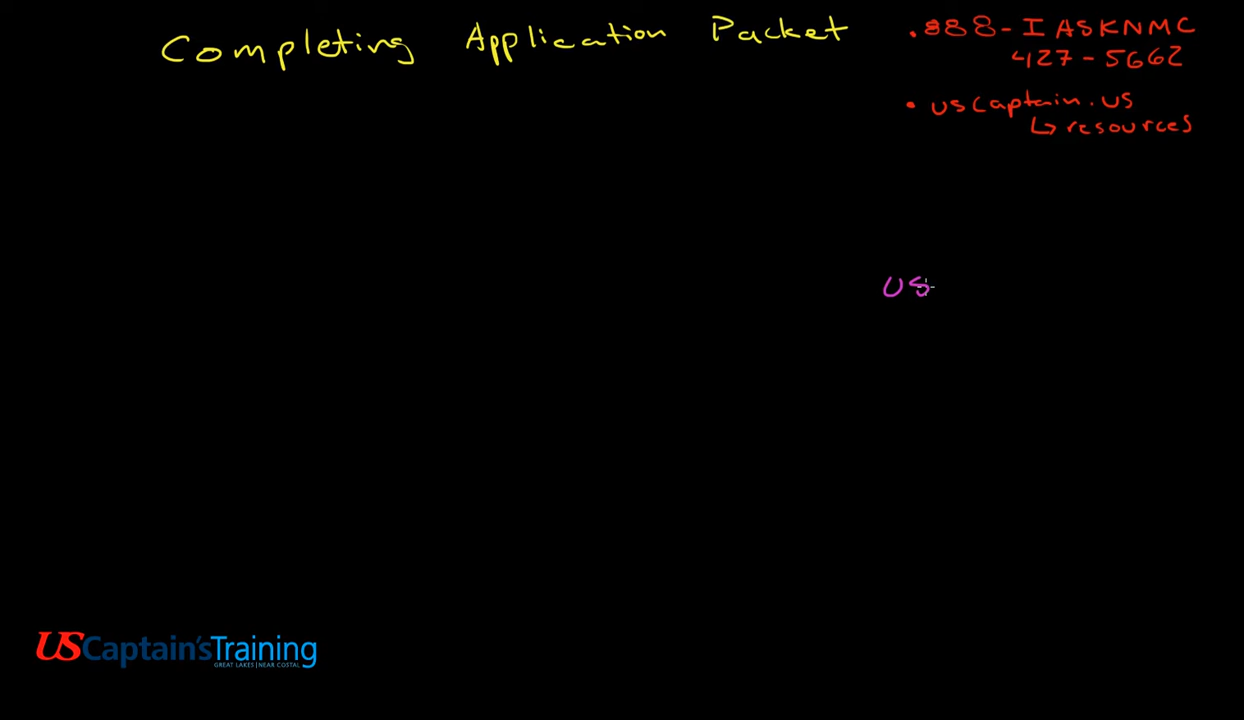 Completing Application Packet
• 888-IASKNMC
427-5662
• uscaptain.us
↳ resources
US
USCaptain'sTraining
GREAT LAKES | NEAR COSTAL